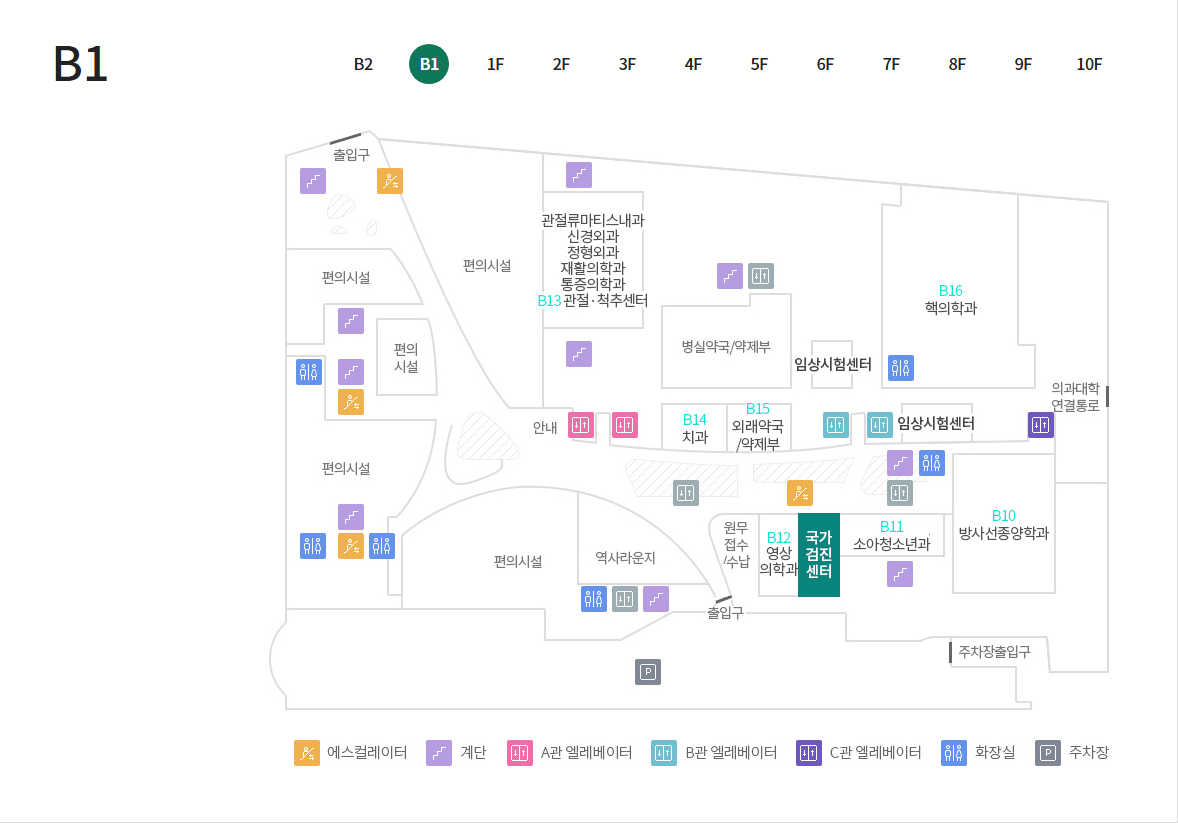 B1
B2
B1
1F
2F
3F
4F
5F
6F
7F
8F
9F
10F
출입구
편의시설
편의시설
관절류마티스내과
신경외과
정형외과
재활의학과
통증의학과
B13 관절·척추센터
B16
핵의학과
편의
시설
병실약국/약제부
임상시험센터
의과대학
연결통로
안내
B14
치과
B15
외래약국
/약제부
임상시험센터
편의시설
원무
접수
/수납
B12
영상
의학과
국가
검진
센터
B11
소아청소년과
B10
방사선종양학과
편의시설
역사라운지
출입구
주차장출입구
P
에스컬레이터
계단
A관 엘레베이터
B관 엘레베이터
C관 엘레베이터
화장실
P
주차장